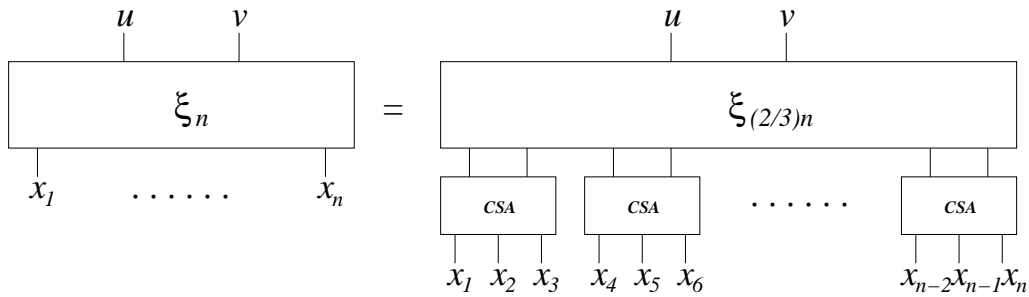 u v u v
ξn = ξ(2/3)n
CSA CSA . . . . . . CSA
x1 . . . . . . xn
x1 x2 x3 x4 x5 x6 xn−2 xn−1 xn